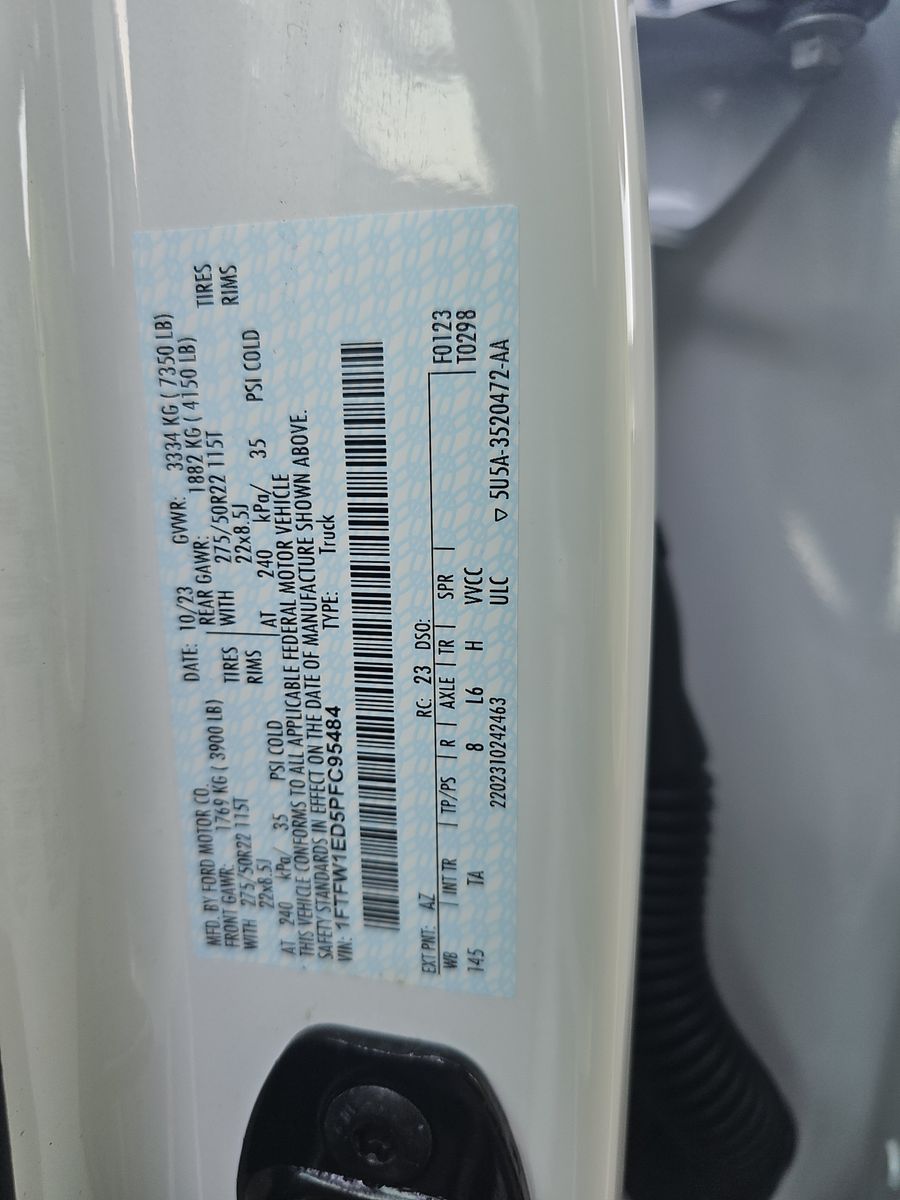 MFD. BY FORD MOTOR CO. DATE: 10/23 GVWR: 3334 KG ( 7350 LB)
FRONT GAWR: 1769 KG ( 3900 LB) REAR GAWR: 1882 KG ( 4150 LB)
WITH 275/50R22 115T TIRES WITH 275/50R22 115T TIRES
22x8.5J RIMS 22x8.5J RIMS
AT 240 kPa/ 35 PSI COLD AT 240 kPa/ 35 PSI COLD
THIS VEHICLE CONFORMS TO ALL APPLICABLE FEDERAL MOTOR VEHICLE
SAFETY STANDARDS IN EFFECT ON THE DATE OF MANUFACTURE SHOWN ABOVE.
VIN: 1FTFW1ED5PFC95484 TYPE: Truck
EXT PNT: AZ RC: 23 DSO: F0123
WB INT TR TP/PS R AXLE TR SPR T0298
145 TA 8 L6 H VVCC
2202310242463 ULC ▽ 5U5A-3520472-AA